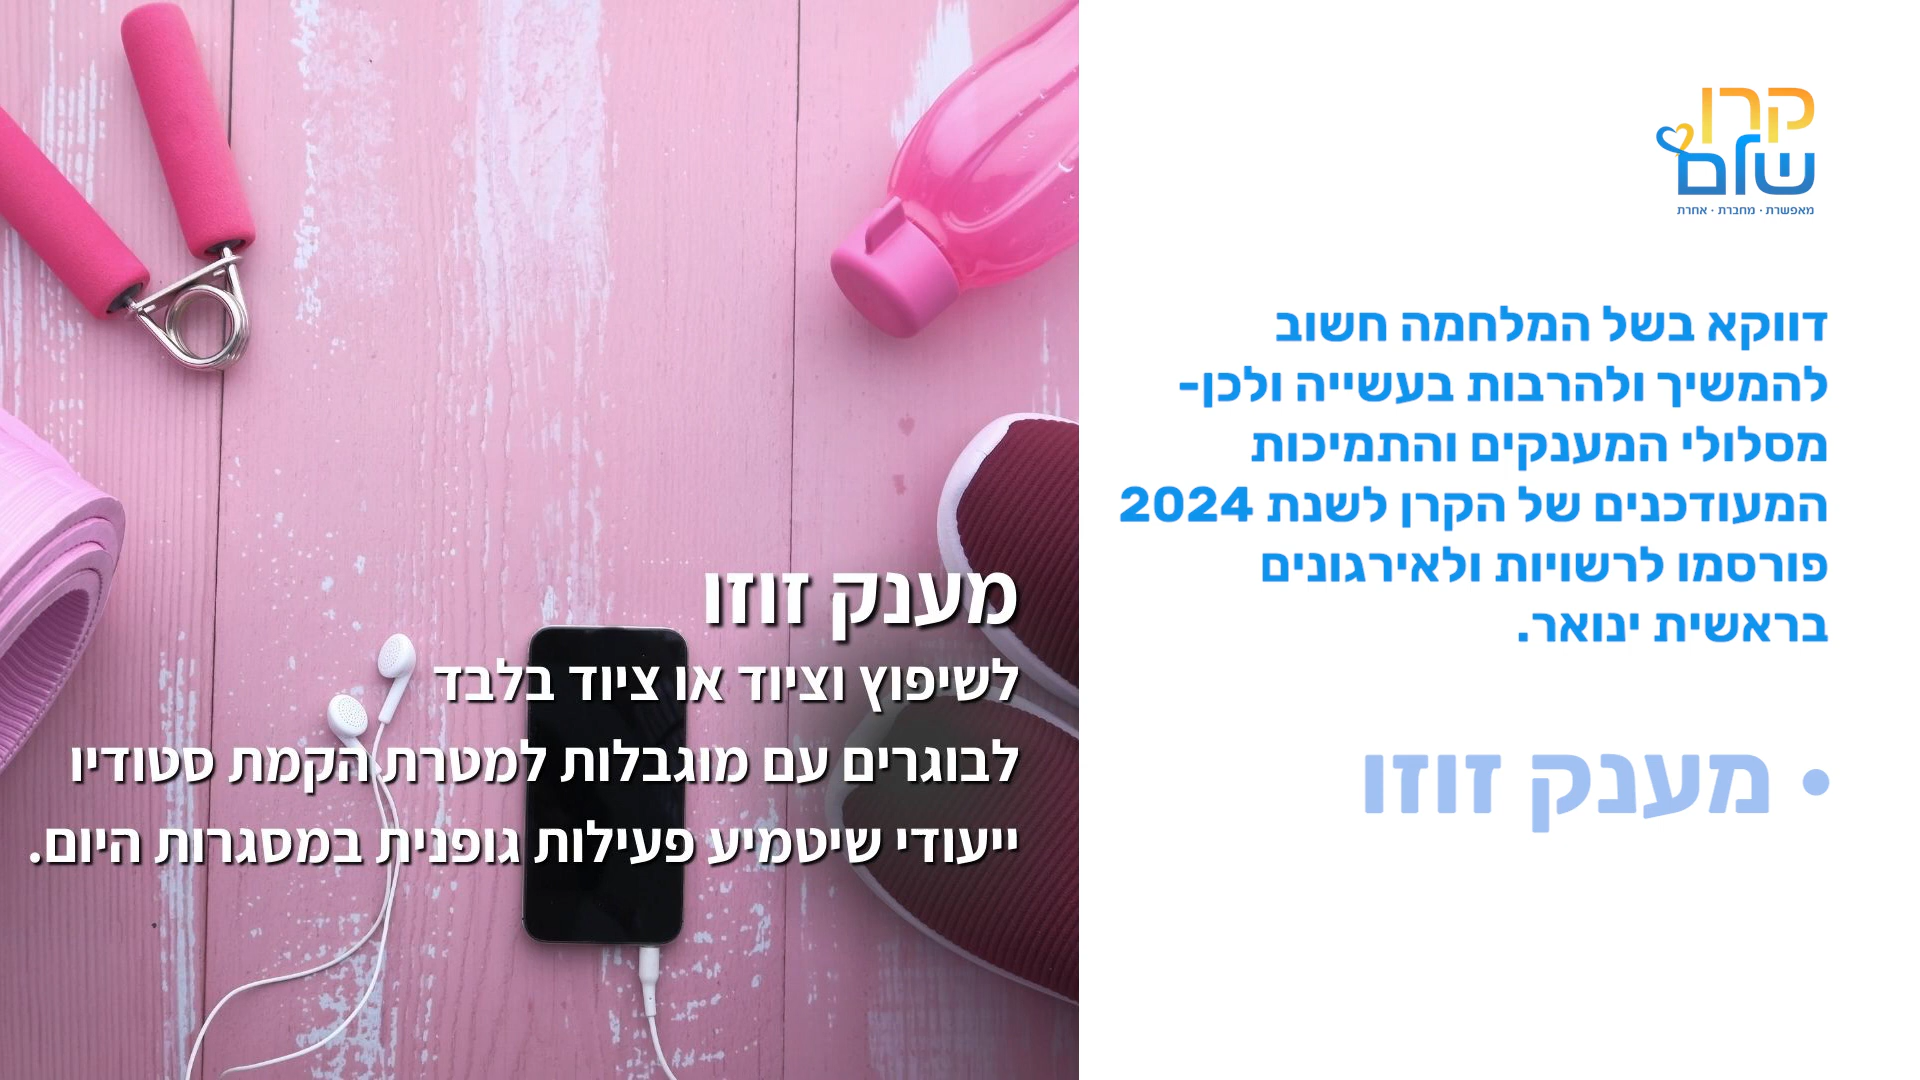 קרן
שלם
מאפשרת · מחברת · אחרת
דווקא בשל המלחמה חשוב
להמשיך ולהרבות בעשייה ולכן-
מסלולי המענקים והתמיכות
המעודכנים של הקרן לשנת 2024
פורסמו לרשויות ולאירגונים
בראשית ינואר.
• מענק זוזו
מענק זוזו
לשיפוץ וציוד או ציוד בלבד
לבוגרים עם מוגבלות למטרת הקמת סטודיו
ייעודי שיטמיע פעילות גופנית במסגרות היום.